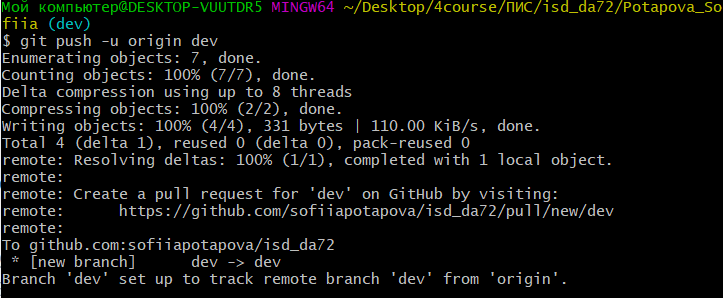 Мой компьютер@DESKTOP-VUUTDR5 MINGW64 ~/Desktop/4course/ПИС/isd_da72/Potapova_So
fiia (dev)
$ git push -u origin dev
Enumerating objects: 7, done.
Counting objects: 100% (7/7), done.
Delta compression using up to 8 threads
Compressing objects: 100% (2/2), done.
Writing objects: 100% (4/4), 331 bytes | 110.00 KiB/s, done.
Total 4 (delta 1), reused 0 (delta 0), pack-reused 0
remote: Resolving deltas: 100% (1/1), completed with 1 local object.
remote:
remote: Create a pull request for 'dev' on GitHub by visiting:
remote:      https://github.com/sofiiapotapova/isd_da72/pull/new/dev
remote:
To github.com:sofiiapotapova/isd_da72
 * [new branch]      dev -> dev
Branch 'dev' set up to track remote branch 'dev' from 'origin'.